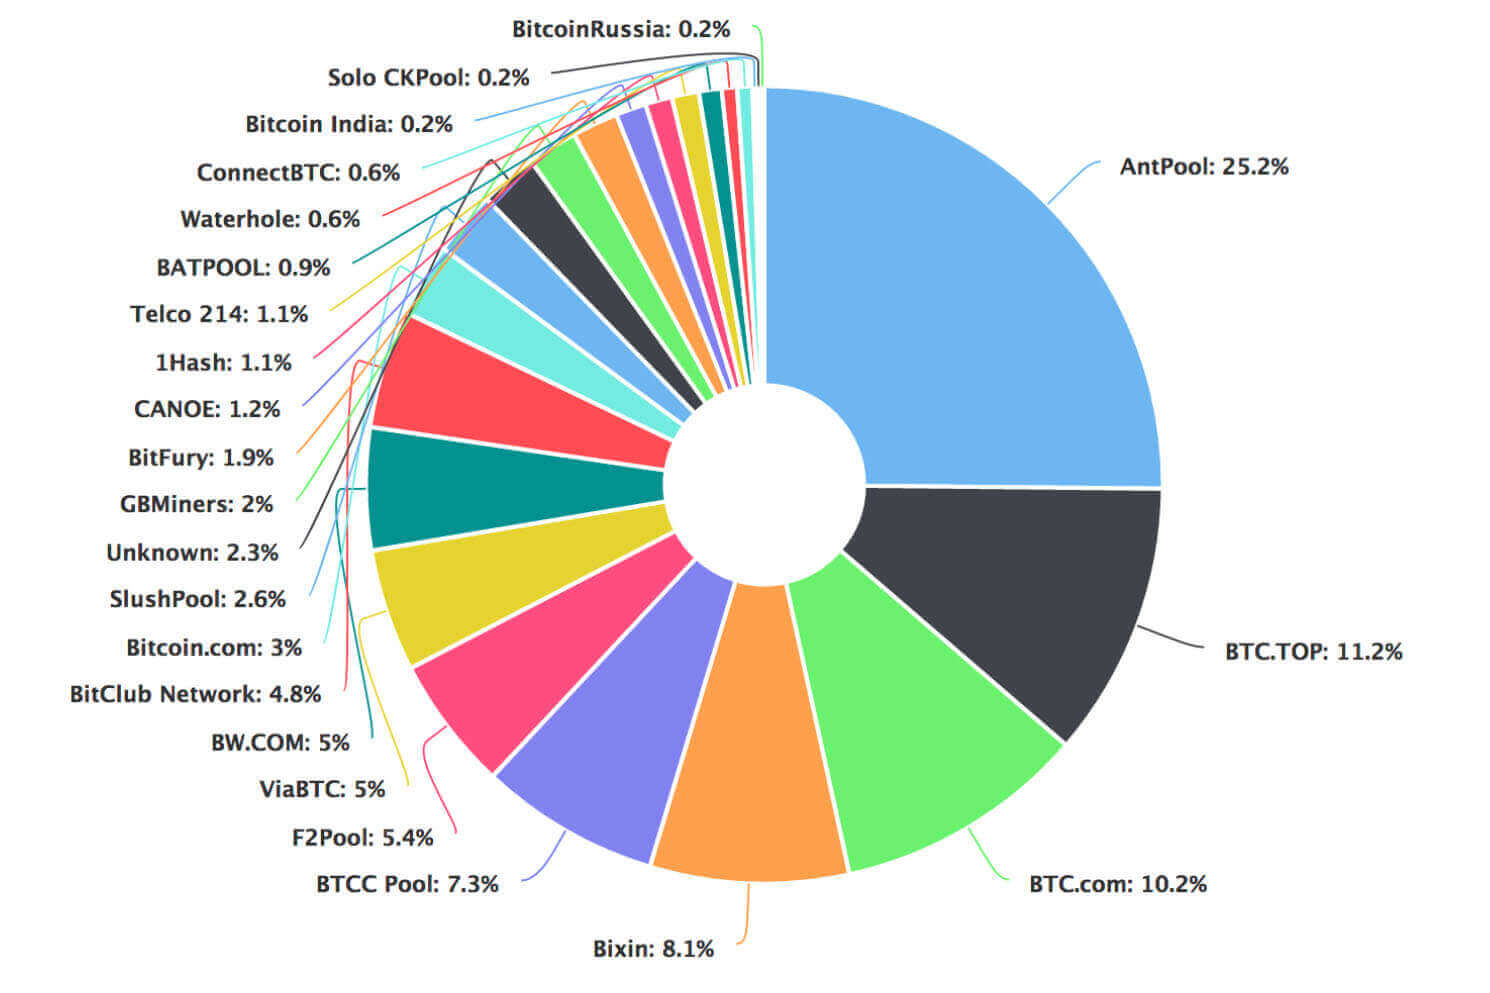 BitcoinRussia: 0.2%
Solo CKPool: 0.2%
Bitcoin India: 0.2%
ConnectBTC: 0.6%
Waterhole: 0.6%
BATPOOL: 0.9%
Telco 214: 1.1%
1Hash: 1.1%
CANOE: 1.2%
BitFury: 1.9%
GBMiners: 2%
Unknown: 2.3%
SlushPool: 2.6%
Bitcoin.com: 3%
BitClub Network: 4.8%
BW.COM: 5%
ViaBTC: 5%
F2Pool: 5.4%
BTCC Pool: 7.3%
Bixin: 8.1%
AntPool: 25.2%
BTC.TOP: 11.2%
BTC.com: 10.2%